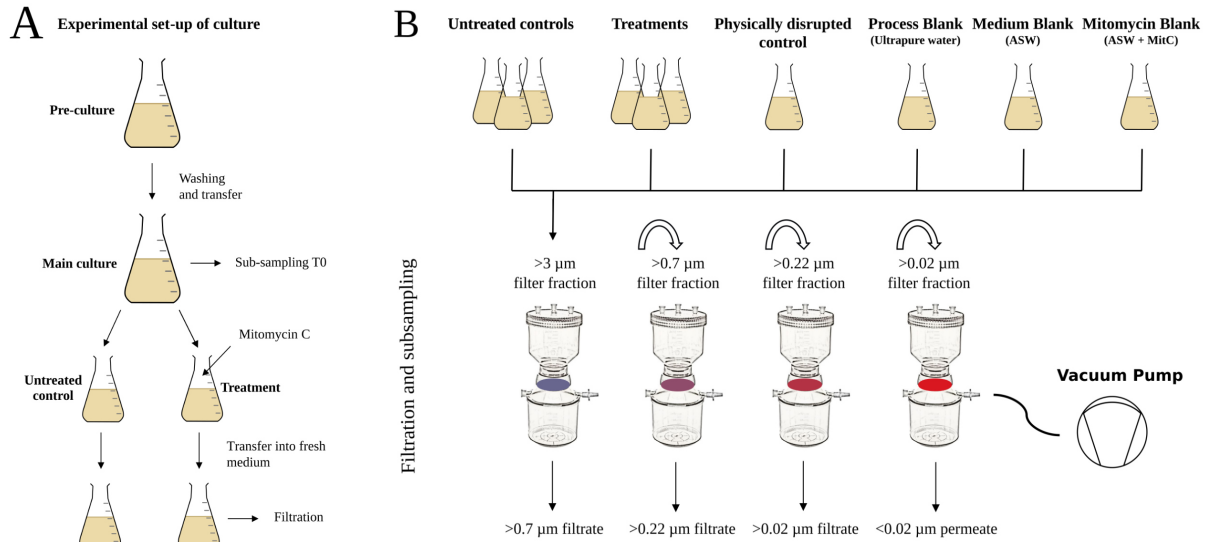 A
Experimental set-up of culture
Pre-culture
Washing
and transfer
Main culture
Sub-sampling T0
Mitomycin C
Untreated
control
Treatment
Transfer into fresh
medium
Filtration
B
Untreated controls
Treatments
Physically disrupted
control
Process Blank
(Ultrapure water)
Medium Blank
(ASW)
Mitomycin Blank
(ASW + MitC)
Filtration and subsampling
>3 µm
filter fraction
>0.7 µm
filter fraction
>0.22 µm
filter fraction
>0.02 µm
filter fraction
Vacuum Pump
>0.7 µm filtrate
>0.22 µm filtrate
>0.02 µm filtrate
<0.02 µm permeate